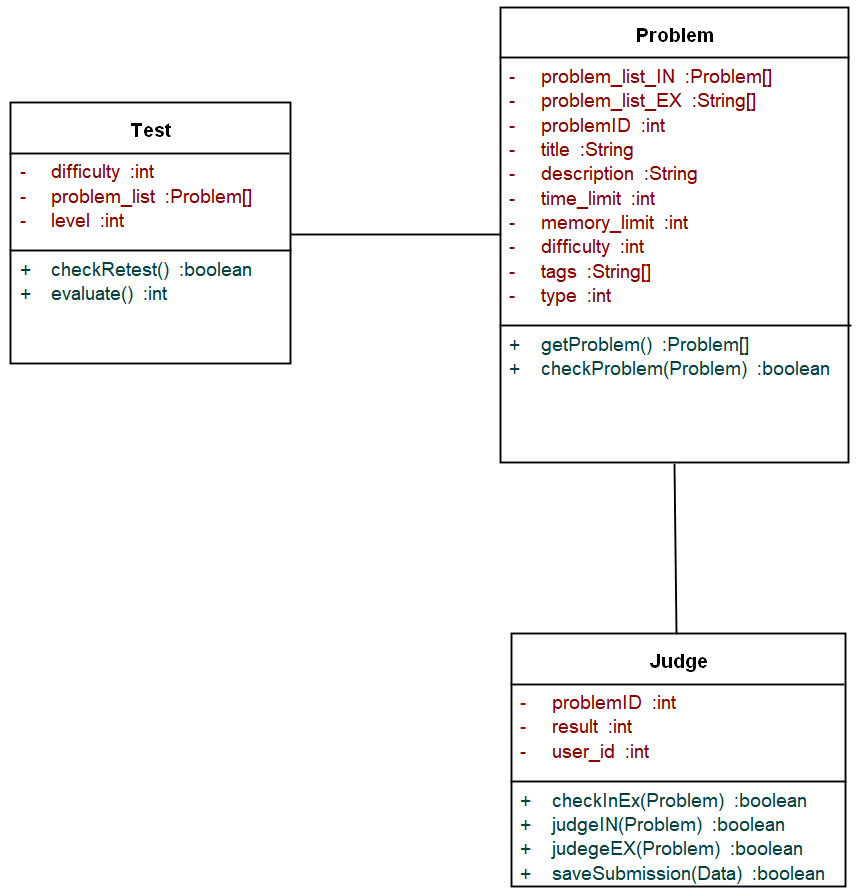 Problem
- problem_list_IN :Problem[]
- problem_list_EX :String[]
- problemID :int
- title :String
- description :String
- time_limit :int
- memory_limit :int
- difficulty :int
- tags :String[]
- type :int
+ getProblem() :Problem[]
+ checkProblem(Problem) :boolean
Test
- difficulty :int
- problem_list :Problem[]
- level :int
+ checkRetest() :boolean
+ evaluate() :int
Judge
- problemID :int
- result :int
- user_id :int
+ checkInEx(Problem) :boolean
+ judgeIN(Problem) :boolean
+ judegeEX(Problem) :boolean
+ saveSubmission(Data) :boolean